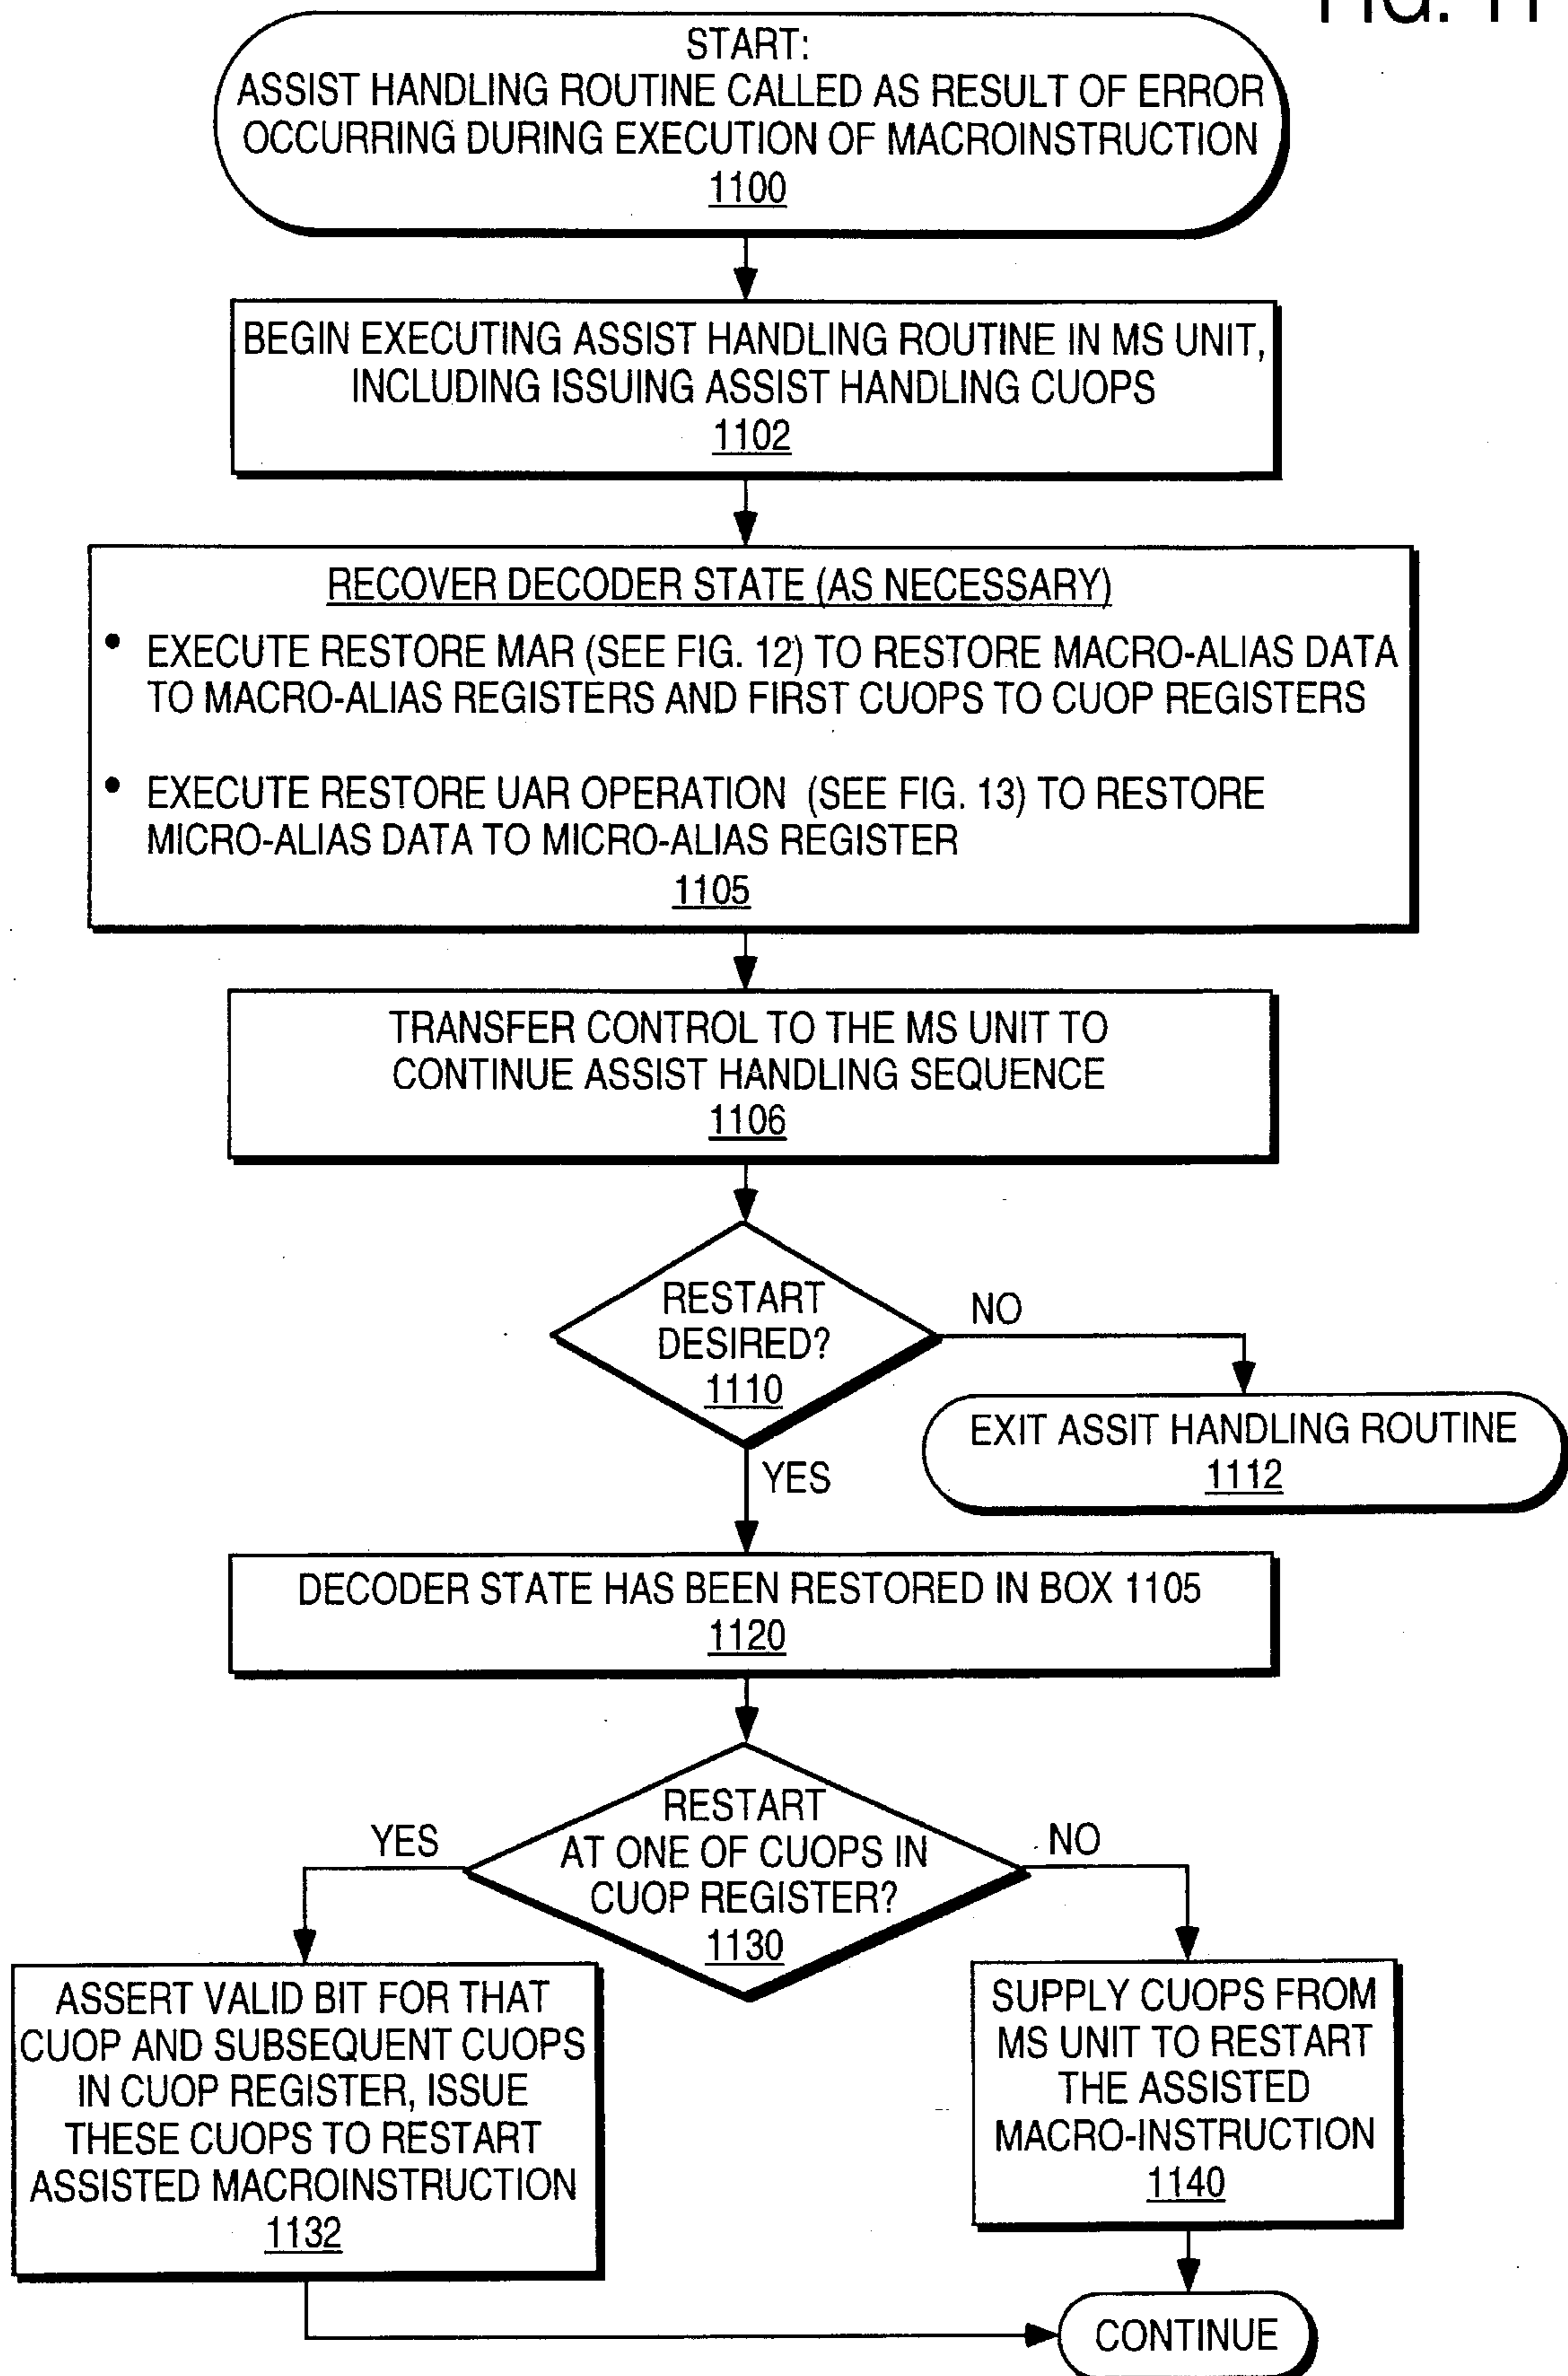 FIG. 11
START:
ASSIST HANDLING ROUTINE CALLED AS RESULT OF ERROR
OCCURRING DURING EXECUTION OF MACROINSTRUCTION
1100
BEGIN EXECUTING ASSIST HANDLING ROUTINE IN MS UNIT,
INCLUDING ISSUING ASSIST HANDLING CUOPS
1102
RECOVER DECODER STATE (AS NECESSARY)
• EXECUTE RESTORE MAR (SEE FIG. 12) TO RESTORE MACRO-ALIAS DATA
TO MACRO-ALIAS REGISTERS AND FIRST CUOPS TO CUOP REGISTERS
• EXECUTE RESTORE UAR OPERATION (SEE FIG. 13) TO RESTORE
MICRO-ALIAS DATA TO MICRO-ALIAS REGISTER
1105
TRANSFER CONTROL TO THE MS UNIT TO
CONTINUE ASSIST HANDLING SEQUENCE
1106
RESTART
DESIRED?
1110
NO
EXIT ASSIT HANDLING ROUTINE
1112
YES
DECODER STATE HAS BEEN RESTORED IN BOX 1105
1120
RESTART
AT ONE OF CUOPS IN
CUOP REGISTER?
1130
YES
NO
ASSERT VALID BIT FOR THAT
CUOP AND SUBSEQUENT CUOPS
IN CUOP REGISTER, ISSUE
THESE CUOPS TO RESTART
ASSISTED MACROINSTRUCTION
1132
SUPPLY CUOPS FROM
MS UNIT TO RESTART
THE ASSISTED
MACRO-INSTRUCTION
1140
CONTINUE